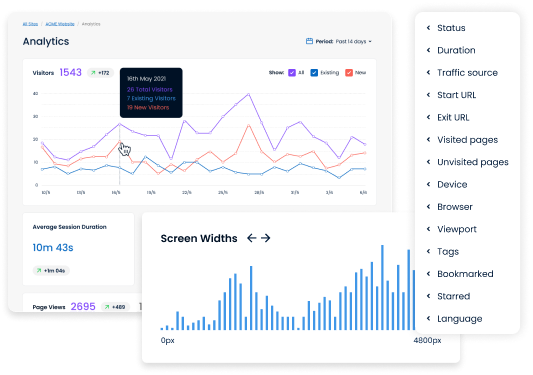 All Sites / ACME Website / Analytics
Analytics
Period: Past 14 days
Visitors 1543 +172
Show: All Existing New
16th May 2021
20 Total Visitors
7 Existing Visitors
19 New Visitors
40
30
20
10
0
10/5 13/5 16/5 19/5 22/5 25/5 28/5 31/5 3/6 6/6
Average Session Duration
10m 43s
+1m 04s
Page Views 2695 +489
Screen Widths
0px 4800px
Status
Duration
Traffic source
Start URL
Exit URL
Visited pages
Unvisited pages
Device
Browser
Viewport
Tags
Bookmarked
Starred
Language